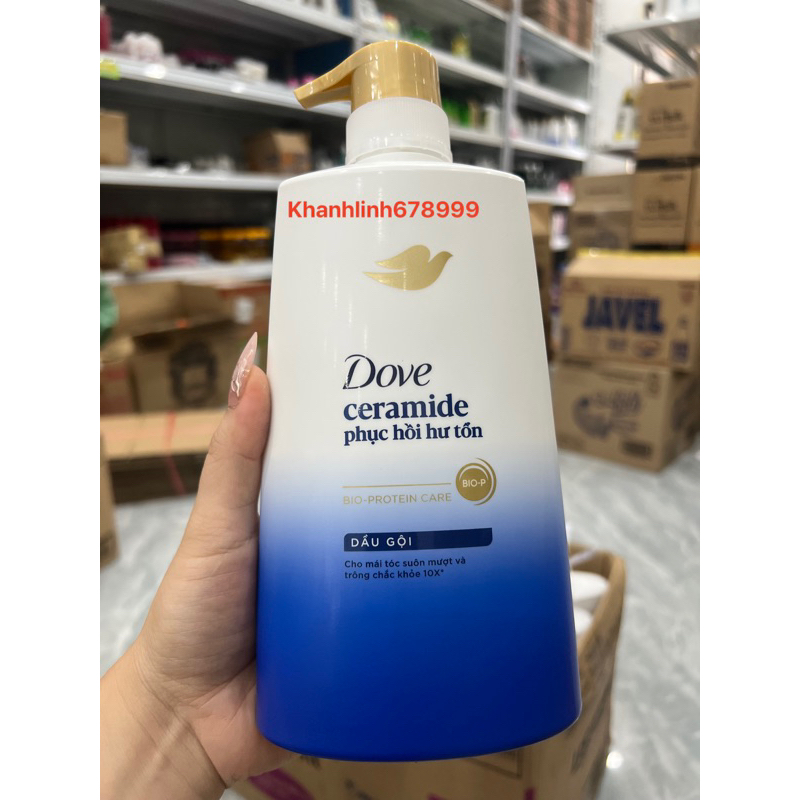 Khanhlinh678999
Dove
ceramide
phục hồi hư tổn
BIO-P
BIO-PROTEIN CARE
DẦU GỘI
Cho mái tóc suôn mượt và
trông chắc khỏe 10X*
JAVEL